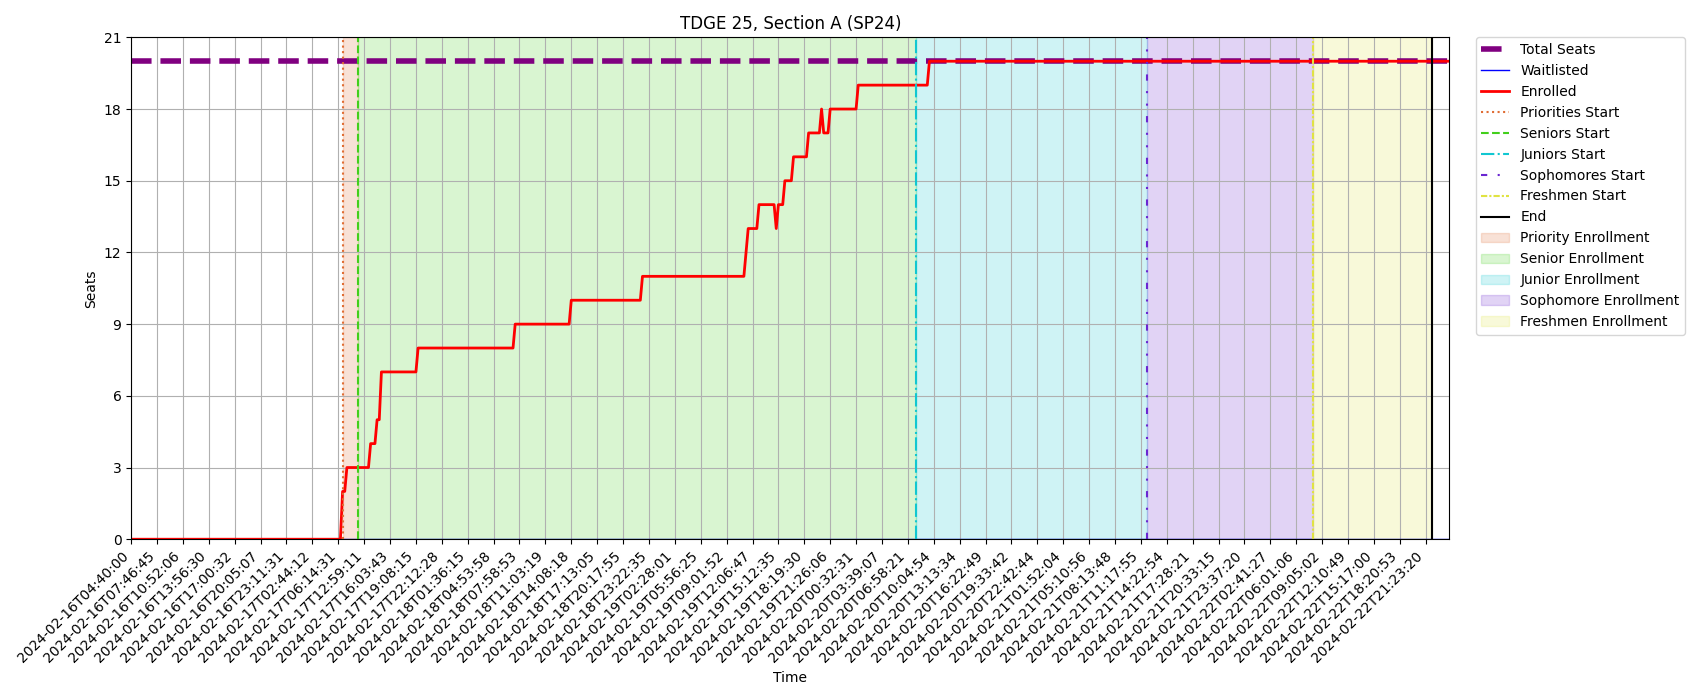 TDGE 25, Section A (SP24)
21
18
15
12
9
6
3
0
Seats
2024-02-16T04:40:00
2024-02-16T07:46:45
2024-02-16T10:52:06
2024-02-16T13:56:30
2024-02-16T17:00:32
2024-02-16T20:05:07
2024-02-16T23:11:31
2024-02-17T02:44:12
2024-02-17T06:14:31
2024-02-17T12:59:11
2024-02-17T16:03:43
2024-02-17T19:08:15
2024-02-17T22:12:28
2024-02-18T01:36:15
2024-02-18T04:53:58
2024-02-18T07:58:53
2024-02-18T11:03:19
2024-02-18T14:08:18
2024-02-18T17:13:05
2024-02-18T20:17:55
2024-02-18T23:22:35
2024-02-19T02:28:01
2024-02-19T05:56:25
2024-02-19T09:01:52
2024-02-19T12:06:47
2024-02-19T15:12:35
2024-02-19T18:19:30
2024-02-19T21:26:06
2024-02-20T00:32:31
2024-02-20T03:39:07
2024-02-20T06:58:21
2024-02-20T10:04:54
2024-02-20T13:13:34
2024-02-20T16:22:49
2024-02-20T19:33:42
2024-02-20T22:42:44
2024-02-21T01:52:04
2024-02-21T05:10:56
2024-02-21T08:13:48
2024-02-21T11:17:55
2024-02-21T14:22:54
2024-02-21T17:28:21
2024-02-21T20:33:15
2024-02-21T23:37:20
2024-02-22T02:41:27
2024-02-22T06:01:06
2024-02-22T09:05:02
2024-02-22T12:10:49
2024-02-22T15:17:00
2024-02-22T18:20:53
2024-02-22T21:23:20
Time
Total Seats
Waitlisted
Enrolled
Priorities Start
Seniors Start
Juniors Start
Sophomores Start
Freshmen Start
End
Priority Enrollment
Senior Enrollment
Junior Enrollment
Sophomore Enrollment
Freshmen Enrollment